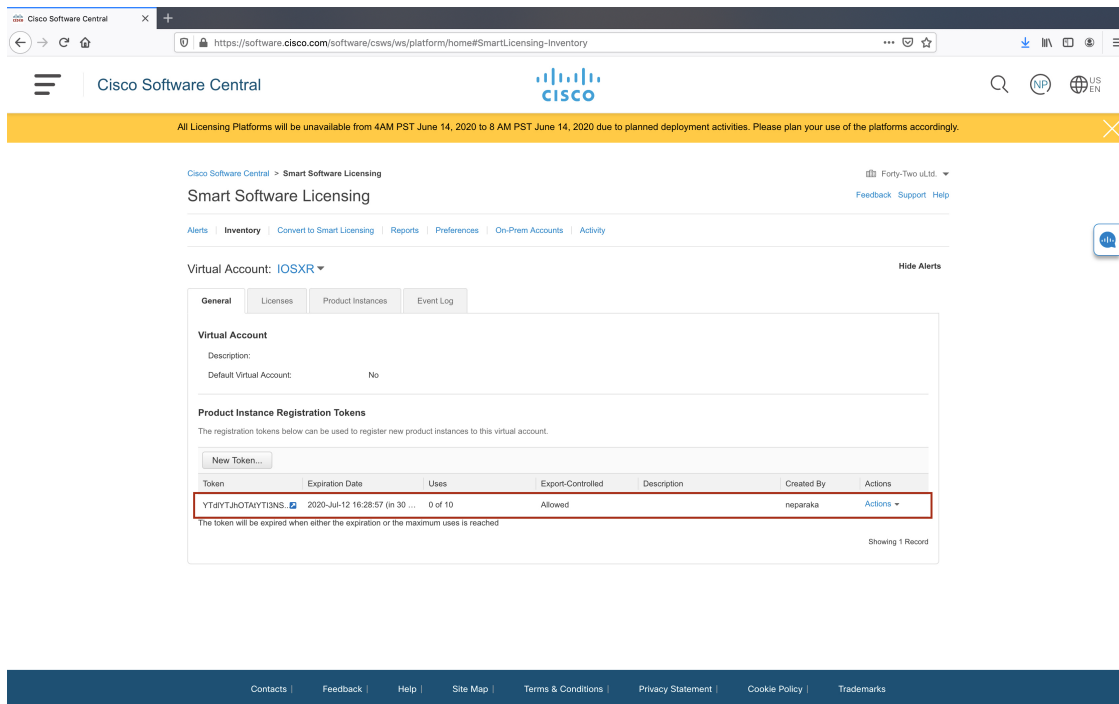 Cisco Software Central
https://software.cisco.com/software/csws/ws/platform/home#SmartLicensing-Inventory
Cisco Software Central
CISCO
NP
US
EN
All Licensing Platforms will be unavailable from 4AM PST June 14, 2020 to 8 AM PST June 14, 2020 due to planned deployment activities. Please plan your use of the platforms accordingly.
Cisco Software Central > Smart Software Licensing
Forty-Two uLtd.
Smart Software Licensing
Feedback Support Help
Alerts | Inventory | Convert to Smart Licensing | Reports | Preferences | On-Prem Accounts | Activity
Virtual Account: IOSXR
Hide Alerts
General Licenses Product Instances Event Log
Virtual Account
Description:
Default Virtual Account: No
Product Instance Registration Tokens
The registration tokens below can be used to register new product instances to this virtual account.
New Token...
Token Expiration Date Uses Export-Controlled Description Created By Actions
YTdlYTJhOTAtYTI3NS.. 2020-Jul-12 16:28:57 (in 30 ... 0 of 10 Allowed neparaka Actions
The token will be expired when either the expiration or the maximum uses is reached
Showing 1 Record
Contacts | Feedback | Help | Site Map | Terms & Conditions | Privacy Statement | Cookie Policy | Trademarks